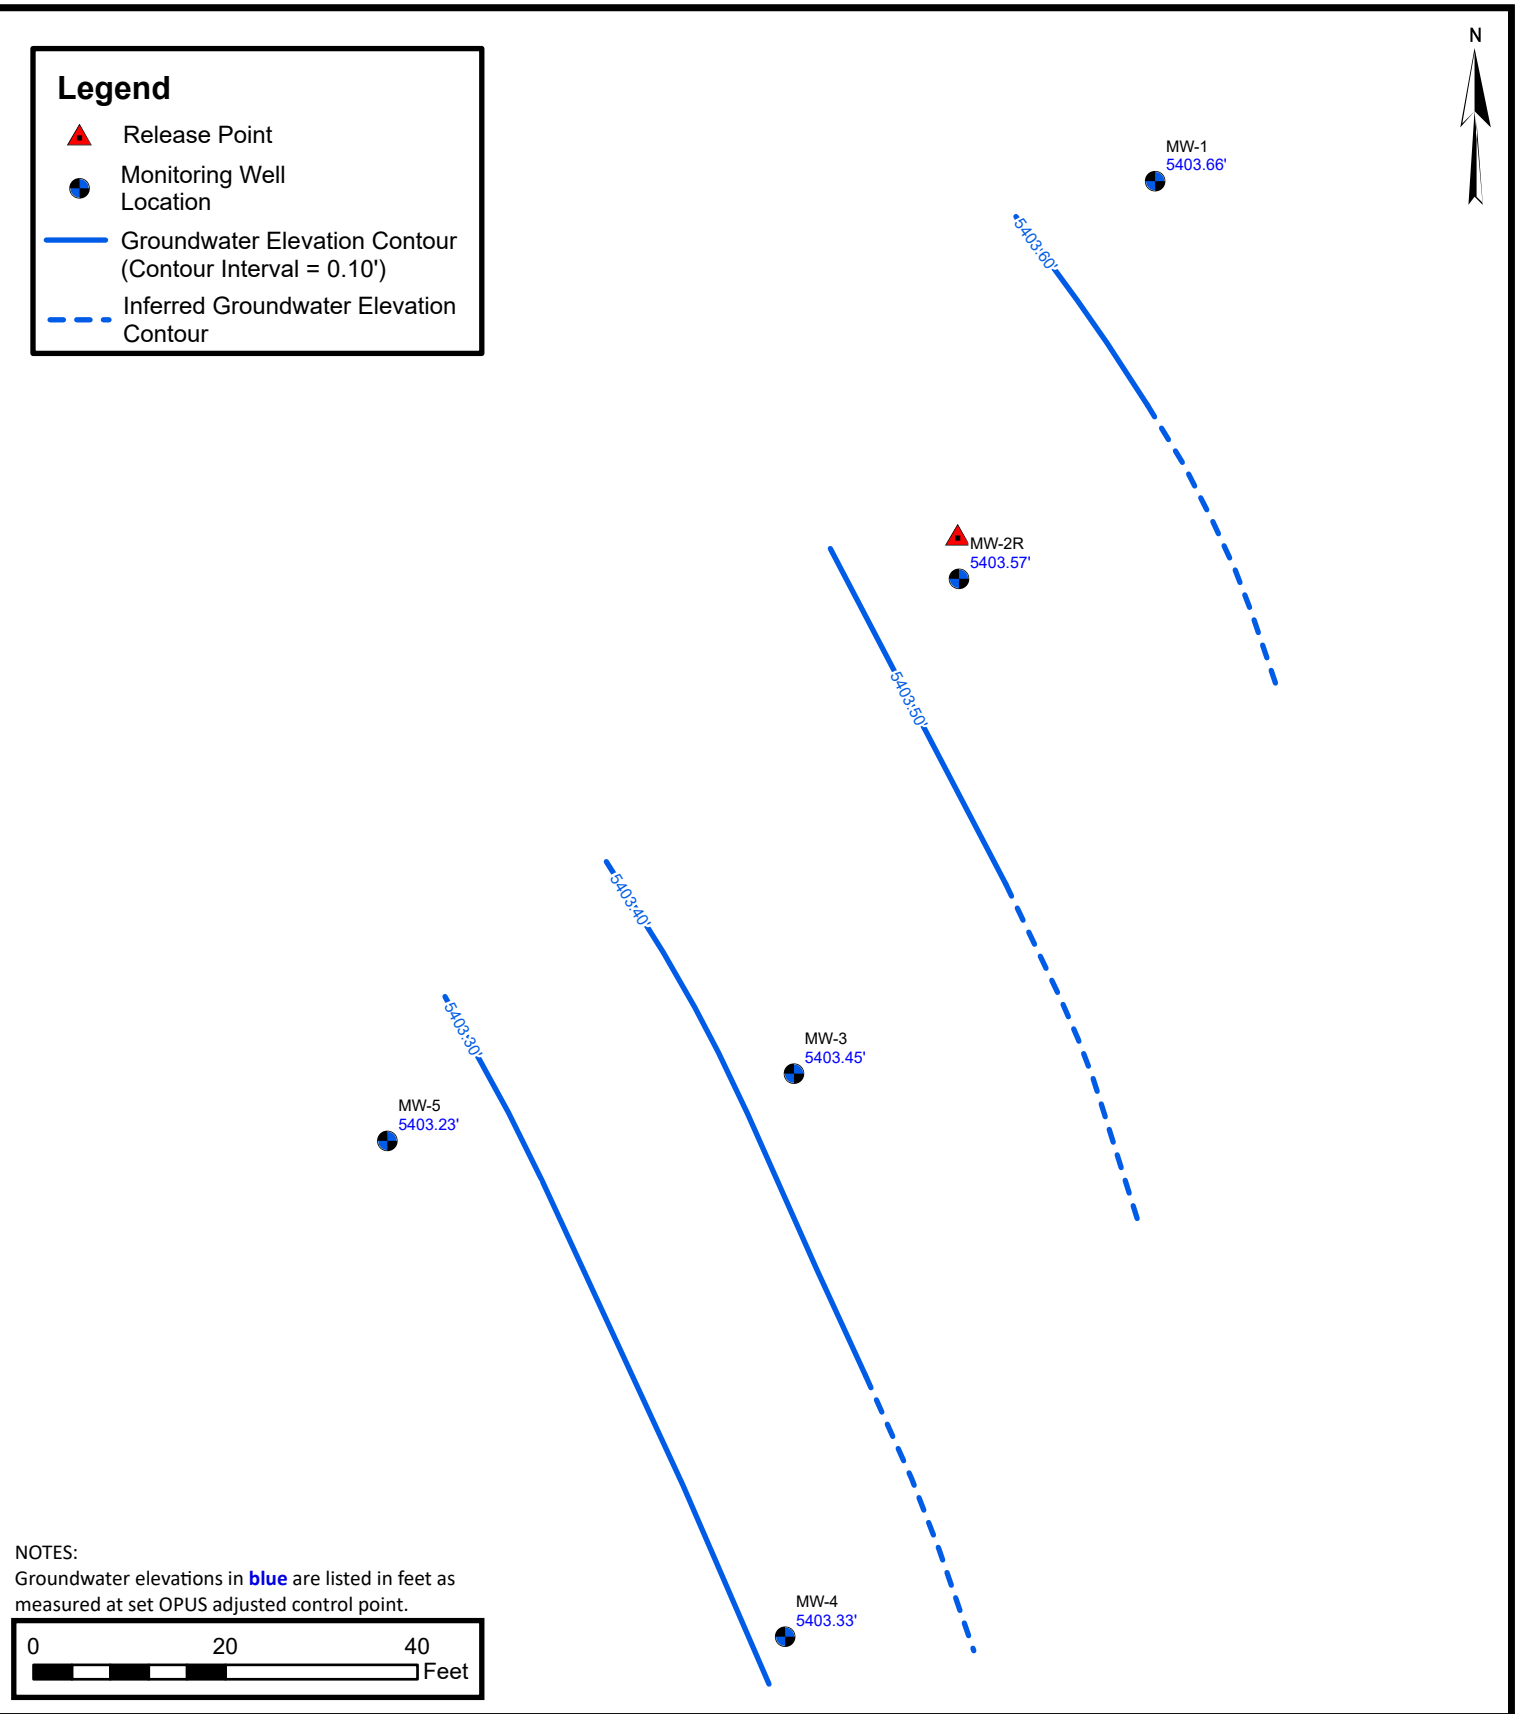 Legend
Release Point
Monitoring Well
Location
Groundwater Elevation Contour
(Contour Interval = 0.10')
Inferred Groundwater Elevation
Contour
N
MW-1
5403.66'
5403.60'
MW-2R
5403.57'
5403.50'
5403.40'
5403.30'
MW-3
5403.45'
MW-5
5403.23'
MW-4
5403.33'
NOTES:
Groundwater elevations in blue are listed in feet as
measured at set OPUS adjusted control point.
0 20 40
Feet